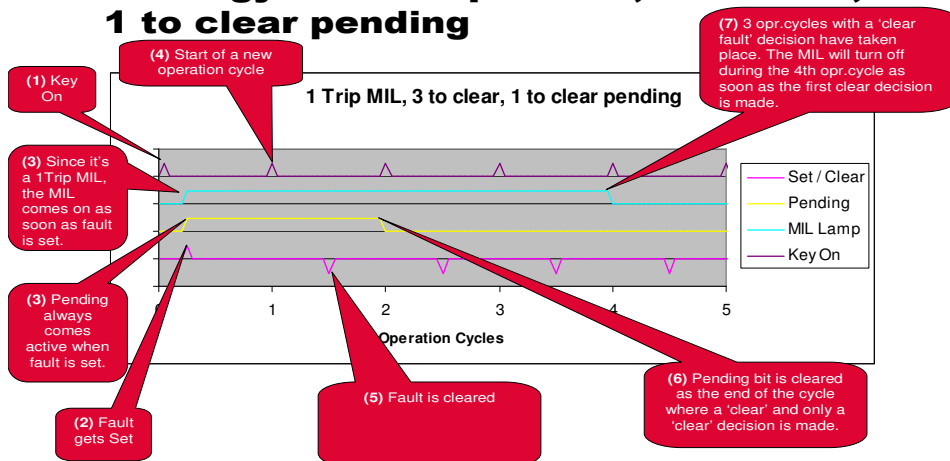 1 to clear pending
(1) Key
On
(4) Start of a new
operation cycle
(7) 3 opr.cycles with a ‘clear
fault’ decision have taken
place. The MIL will turn off
during the 4th opr.cycle as
soon as the first clear decision
is made.
1 Trip MIL, 3 to clear, 1 to clear pending
(3) Since it's
a 1Trip MIL,
the MIL
comes on as
soon as fault
is set.
Set / Clear
Pending
MIL Lamp
Key On
(3) Pending
always
comes
active when
fault is set.
1 2 3 4 5
Operation Cycles
(2) Fault
gets Set
(5) Fault is cleared
(6) Pending bit is cleared
as the end of the cycle
where a ‘clear’ and only a
‘clear’ decision is made.